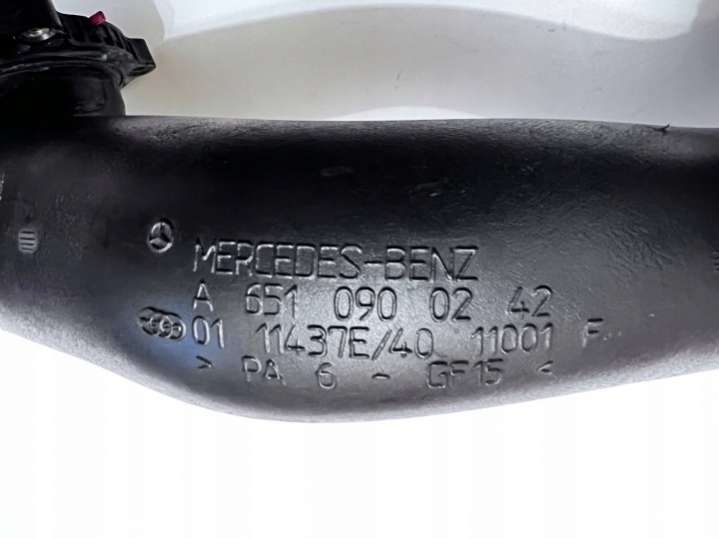 MERCEDES-BENZ
A 651 090 02 42
01 11437E/40 11001 F
> PA 6 - GF15 <